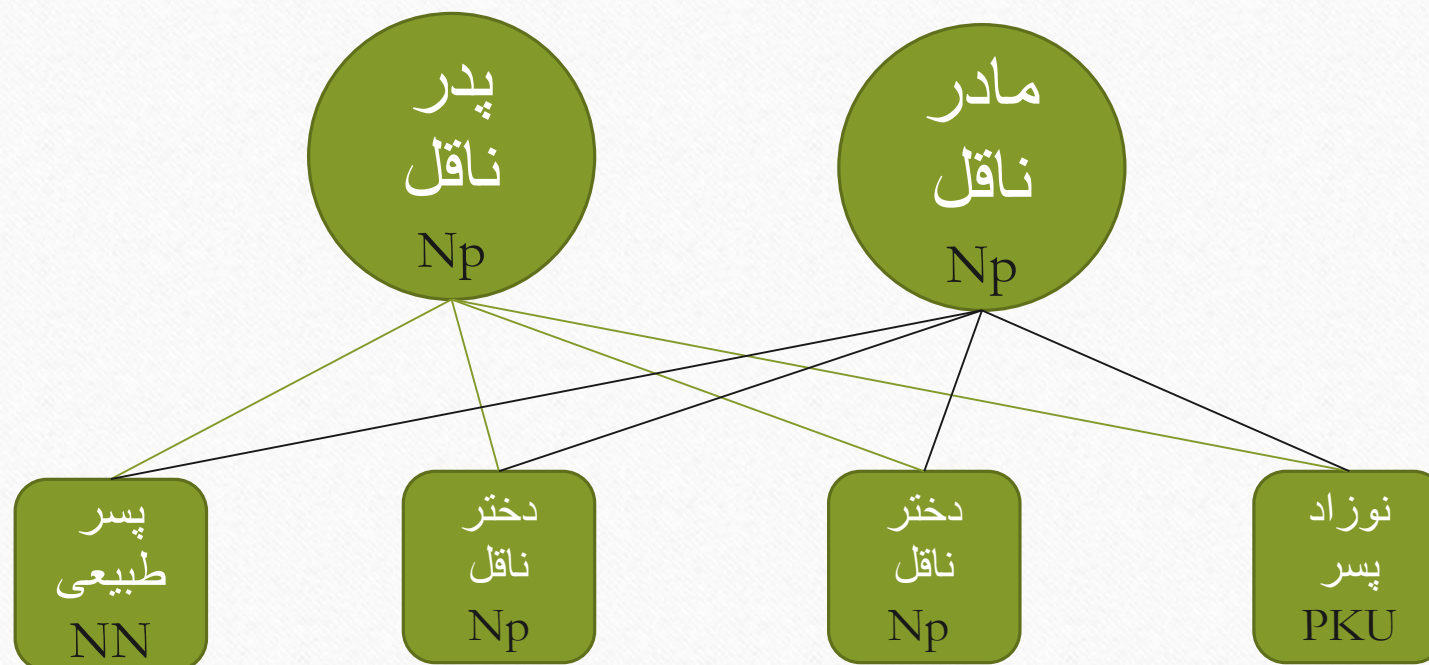 پدر
ناقل
Np
مادر
ناقل
Np
پسر
طبیعی
NN
دختر
ناقل
Np
دختر
ناقل
Np
نوزاد
پسر
PKU